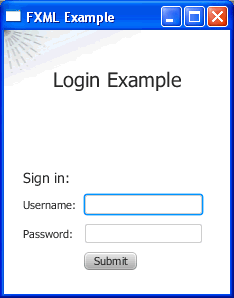 FXML Example
Login Example
Sign in:
Username:
Password:
Submit